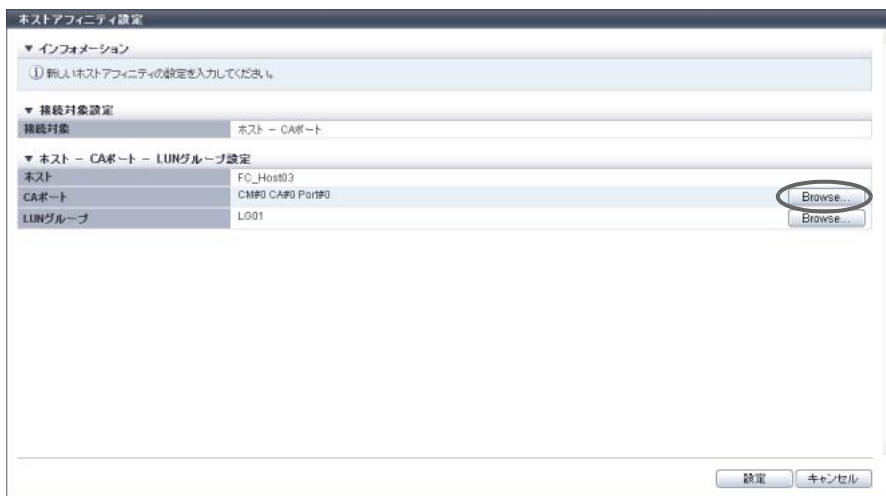 ホストアフィニティ設定
▼ インフォメーション
新しいホストアフィニティの設定を入力してください。
▼ 接続対象設定
接続対象 ホスト － CAポート
▼ ホスト － CAポート － LUNグループ設定
ホスト FC_Host03
CAポート CM#0 CA#0 Port#0 Browse...
LUNグループ LG01 Browse...
設定 キャンセル